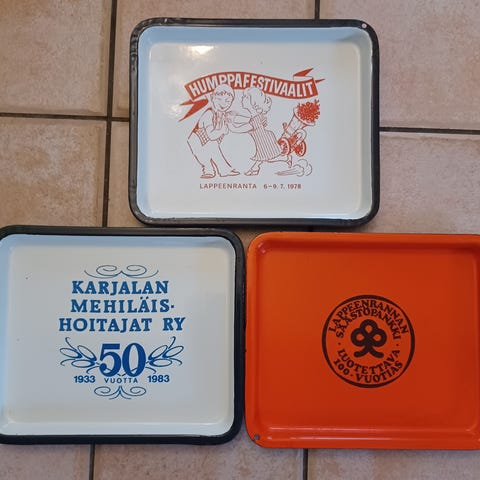 HUMPPAFESTIVAALIT
LAPPEENRANTA 6-9.7. 1978
KARJALAN
MEHILÄIS-
HOITAJAT RY
50
1933 VUOTTA 1983
LAPPEENRANNAN
SÄÄSTÖPANKKI
LUOTETTAVA
100-VUOTIAS